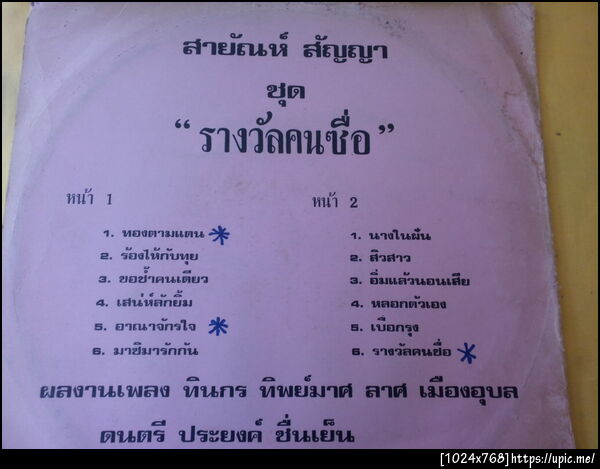 สายัณห์ สัญญา
ชุด
“รางวัลคนซื่อ”
หน้า 1
1. ทองตามแดน *
2. ร้องไห้กับทุย
3. ขอช้ำคนเดียว
4. เสน่ห์ลักยิ้ม
5. อาณาจักรใจ *
6. มาซิมารักกัน
หน้า 2
1. นางในฝัน
2. สิวสาว
3. อิ่มแล้วนอนเสีย
4. หลอกตัวเอง
5. เบื่อกรุง
6. รางวัลคนซื่อ *
ผลงานเพลง ทินกร ทิพย์มาศ ลาศ เมืองอุบล
ดนตรี ประยงค์ ชื่นเย็น
[1024x768]https://upic.me/